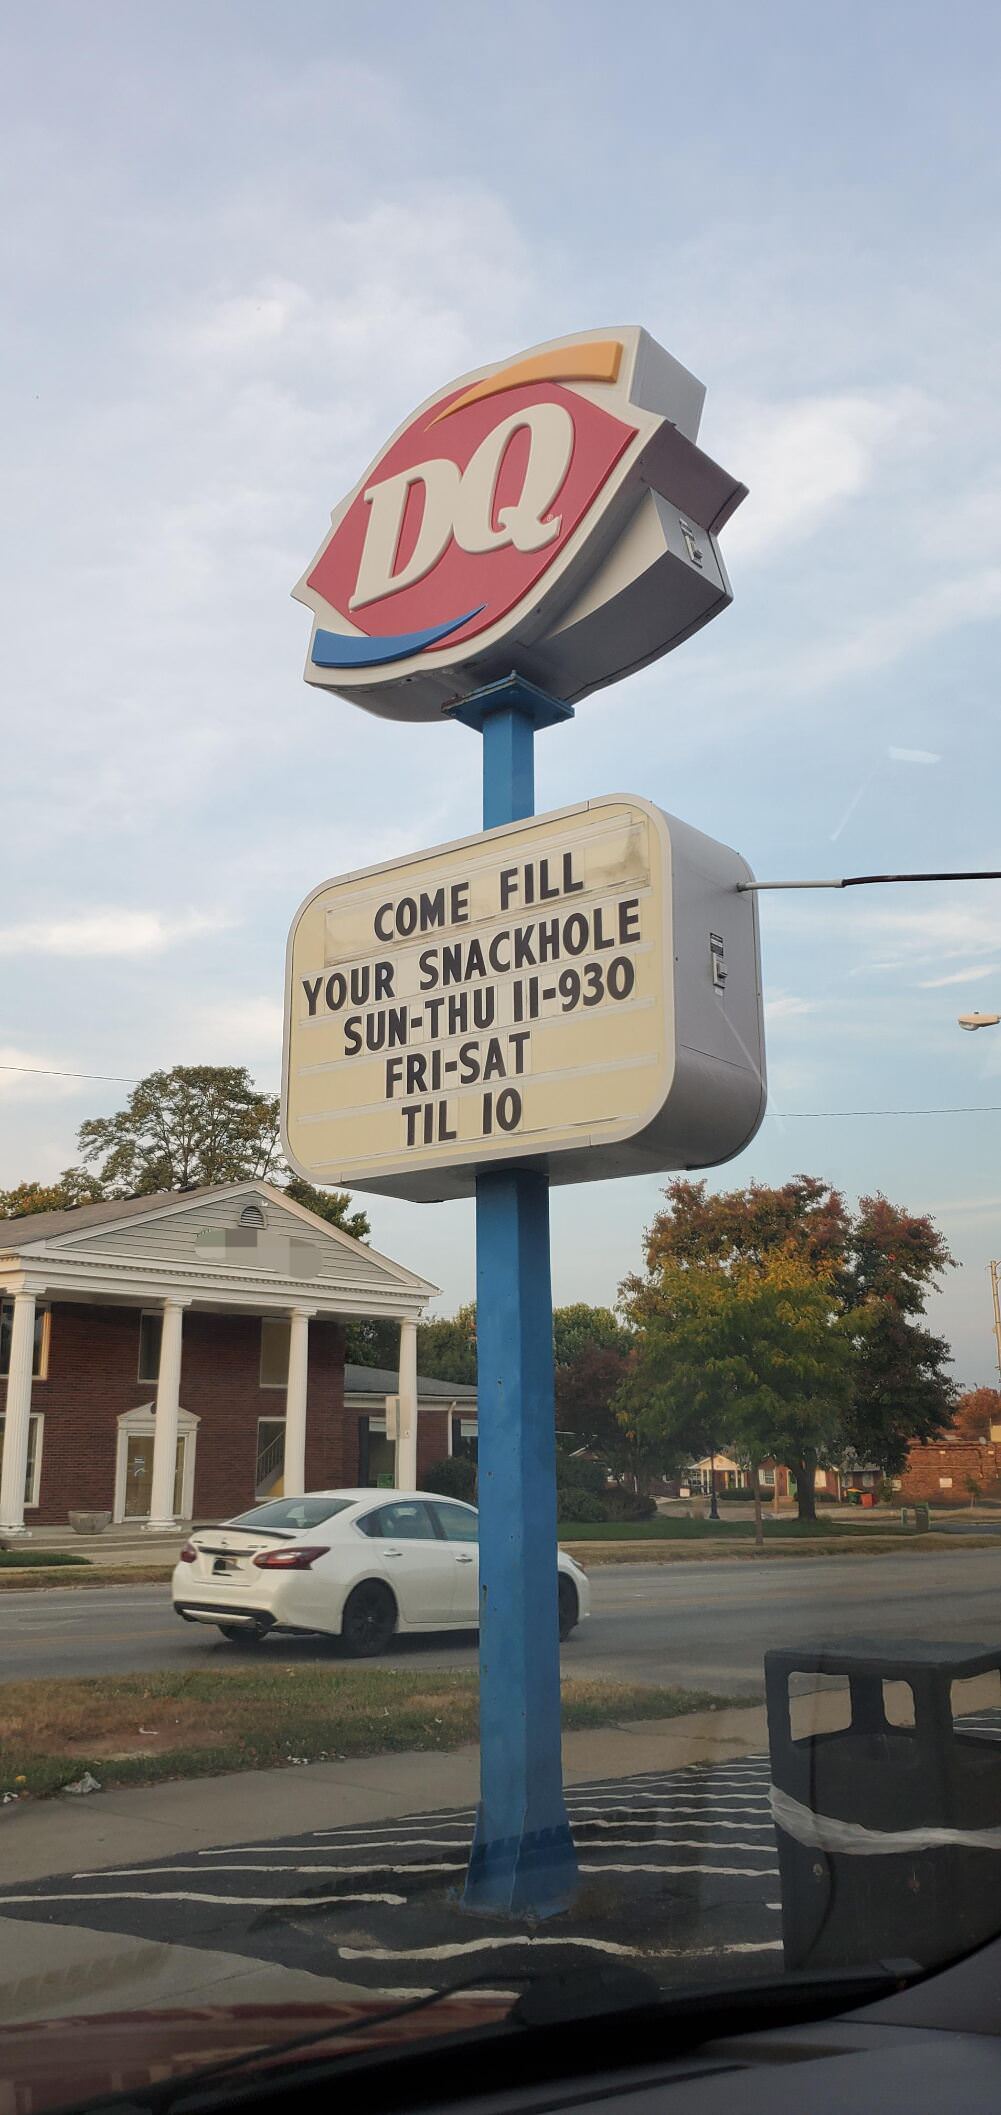 DQ
COME FILL
YOUR SNACKHOLE
SUN-THU 11-930
FRI-SAT
TIL 10